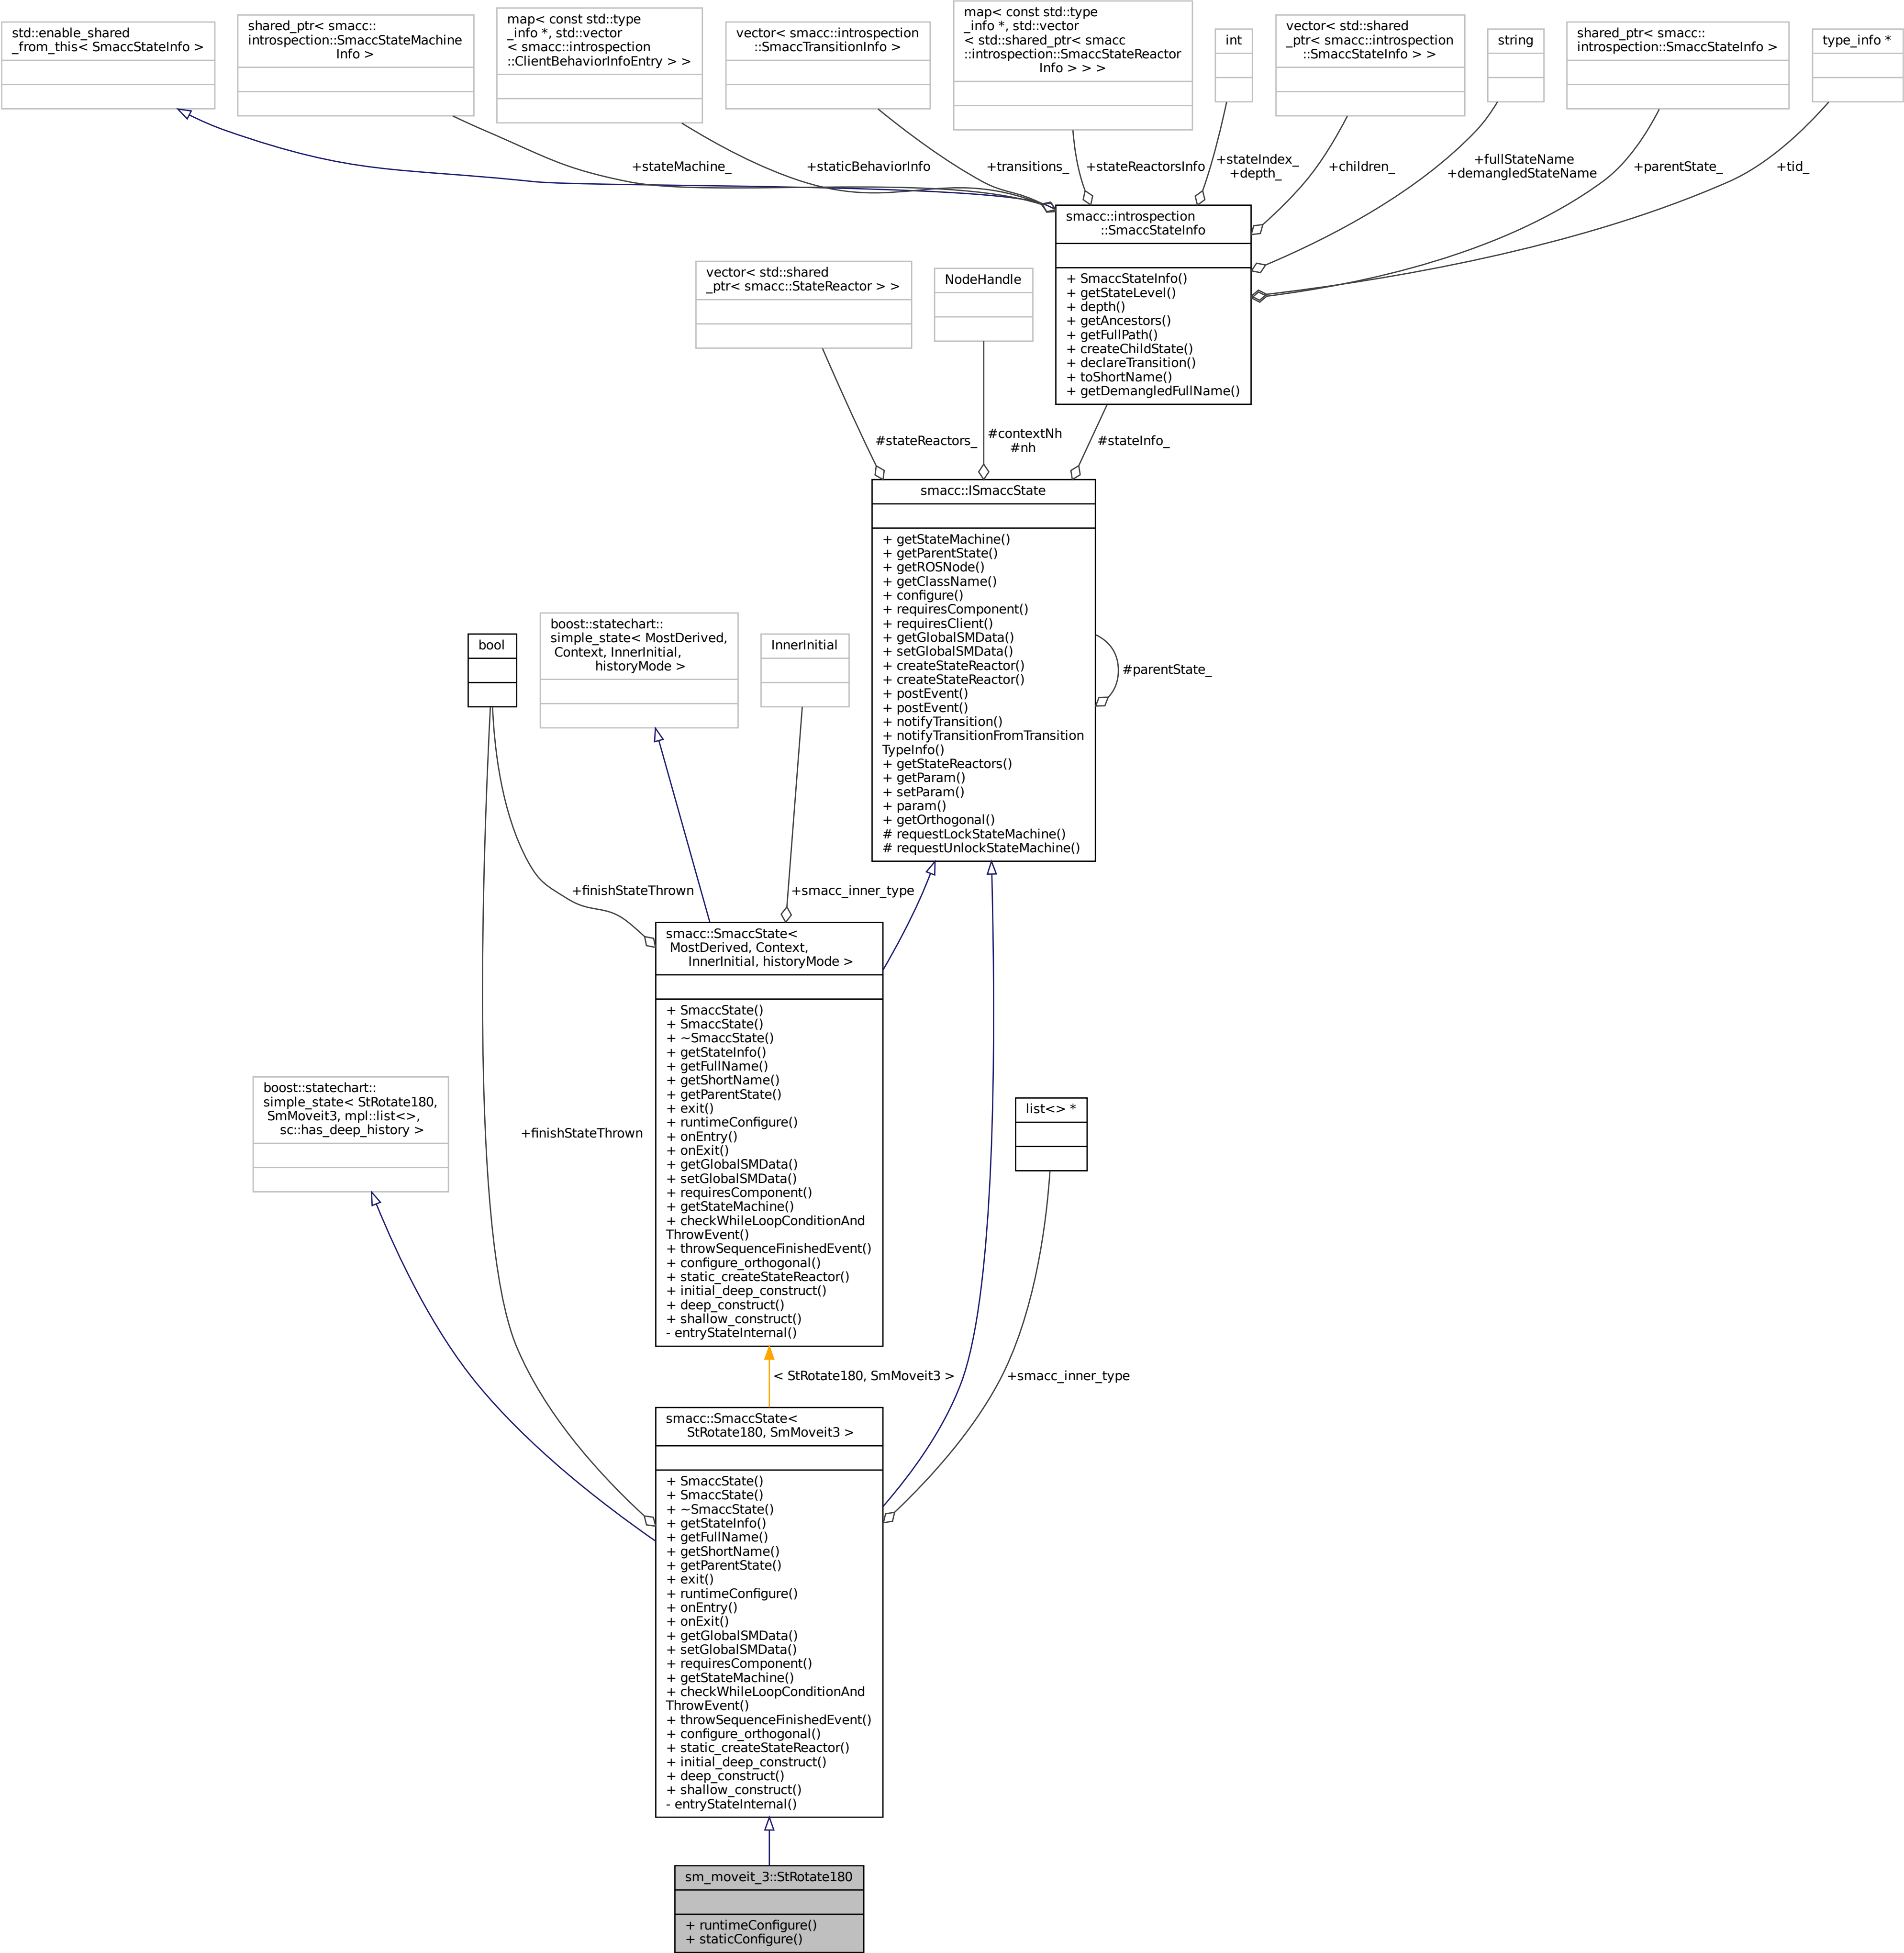 std::enable_shared
_from_this< SmaccStateInfo >
shared_ptr< smacc::
introspection::SmaccStateMachine
Info >
map< const std::type
_info *, std::vector
< smacc::introspection
::ClientBehaviorInfoEntry > >
vector< smacc::introspection
::SmaccTransitionInfo >
map< const std::type
_info *, std::vector
< std::shared_ptr< smacc
::introspection::SmaccStateReactor
Info > > >
int
vector< std::shared
_ptr< smacc::introspection
::SmaccStateInfo > >
string
shared_ptr< smacc::
introspection::SmaccStateInfo >
type_info *
+stateMachine_
+staticBehaviorInfo
+transitions_
+stateReactorsInfo
+stateIndex_
+depth_
+children_
+fullStateName
+demangledStateName
+parentState_
+tid_
smacc::introspection
::SmaccStateInfo
+ SmaccStateInfo()
+ getStateLevel()
+ depth()
+ getAncestors()
+ getFullPath()
+ createChildState()
+ declareTransition()
+ toShortName()
+ getDemangledFullName()
vector< std::shared
_ptr< smacc::StateReactor > >
NodeHandle
#stateReactors_
#contextNh
#nh
#stateInfo_
smacc::ISmaccState
+ getStateMachine()
+ getParentState()
+ getROSNode()
+ getClassName()
+ configure()
+ requiresComponent()
+ requiresClient()
+ getGlobalSMData()
+ setGlobalSMData()
+ createStateReactor()
+ createStateReactor()
+ postEvent()
+ postEvent()
+ notifyTransition()
+ notifyTransitionFromTransition
TypeInfo()
+ getStateReactors()
+ getParam()
+ setParam()
+ param()
+ getOrthogonal()
# requestLockStateMachine()
# requestUnlockStateMachine()
#parentState_
bool
boost::statechart::
simple_state< MostDerived,
Context, InnerInitial,
historyMode >
InnerInitial
+finishStateThrown
+smacc_inner_type
smacc::SmaccState<
MostDerived, Context,
InnerInitial, historyMode >
+ SmaccState()
+ SmaccState()
+ ~SmaccState()
+ getStateInfo()
+ getFullName()
+ getShortName()
+ getParentState()
+ exit()
+ runtimeConfigure()
+ onEntry()
+ onExit()
+ getGlobalSMData()
+ setGlobalSMData()
+ requiresComponent()
+ getStateMachine()
+ checkWhileLoopConditionAnd
ThrowEvent()
+ throwSequenceFinishedEvent()
+ configure_orthogonal()
+ static_createStateReactor()
+ initial_deep_construct()
+ deep_construct()
+ shallow_construct()
- entryStateInternal()
boost::statechart::
simple_state< StRotate180,
SmMoveit3, mpl::list<>,
sc::has_deep_history >
+finishStateThrown
list<> *
< StRotate180, SmMoveit3 >
+smacc_inner_type
smacc::SmaccState<
StRotate180, SmMoveit3 >
+ SmaccState()
+ SmaccState()
+ ~SmaccState()
+ getStateInfo()
+ getFullName()
+ getShortName()
+ getParentState()
+ exit()
+ runtimeConfigure()
+ onEntry()
+ onExit()
+ getGlobalSMData()
+ setGlobalSMData()
+ requiresComponent()
+ getStateMachine()
+ checkWhileLoopConditionAnd
ThrowEvent()
+ throwSequenceFinishedEvent()
+ configure_orthogonal()
+ static_createStateReactor()
+ initial_deep_construct()
+ deep_construct()
+ shallow_construct()
- entryStateInternal()
sm_moveit_3::StRotate180
+ runtimeConfigure()
+ staticConfigure()